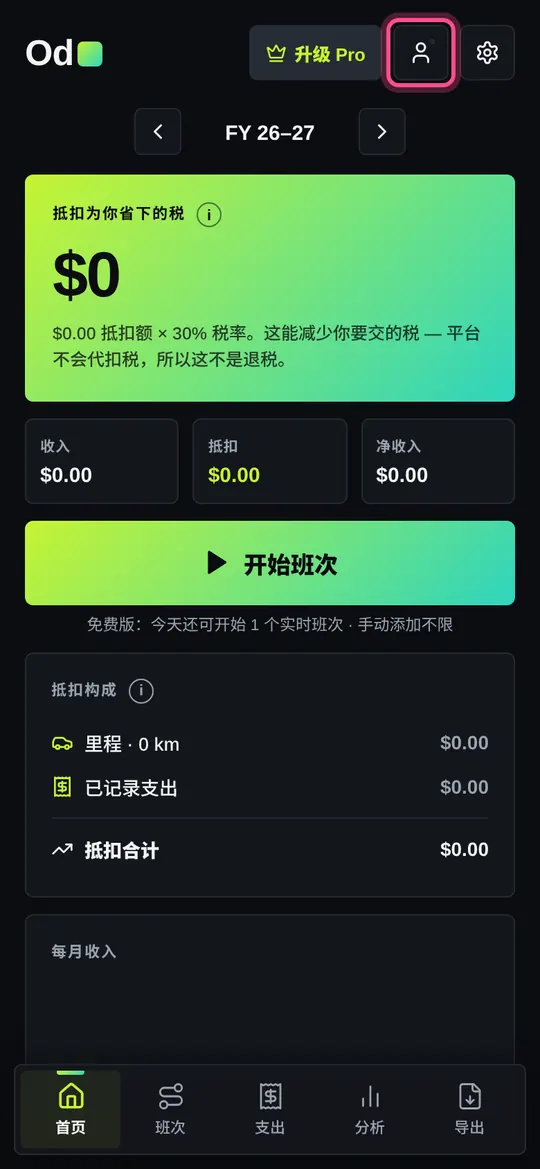 Od
升级 Pro
FY 26–27
抵扣为你省下的税
$0
$0.00 抵扣额 × 30% 税率。这能减少你要交的税 — 平台
不会代扣税，所以这不是退税。
收入
$0.00
抵扣
$0.00
净收入
$0.00
开始班次
免费版：今天还可开始 1 个实时班次 · 手动添加不限
抵扣构成
里程 · 0 km $0.00
已记录支出 $0.00
抵扣合计 $0.00
每月收入
首页 班次 支出 分析 导出